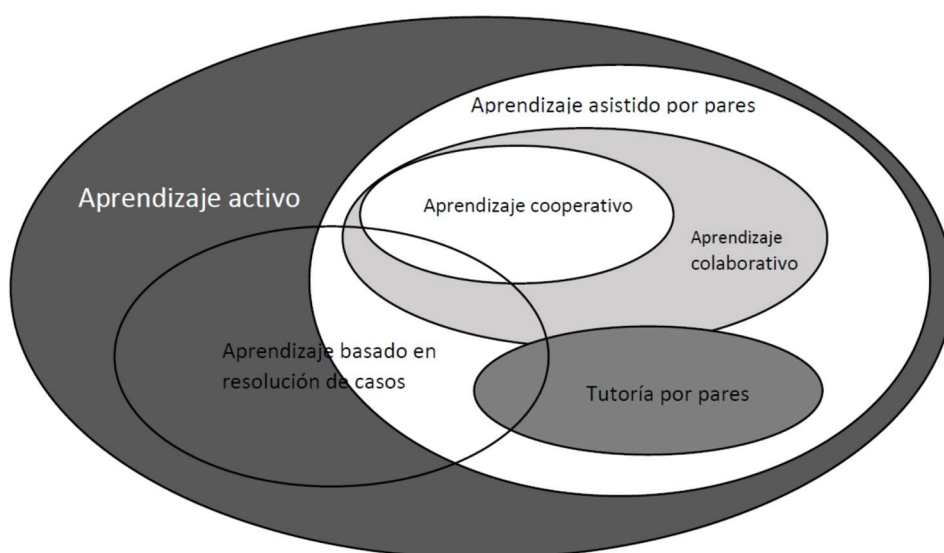 Aprendizaje asistido por pares
Aprendizaje activo
Aprendizaje cooperativo
Aprendizaje
colaborativo
Aprendizaje basado en
resolución de casos
Tutoría por pares